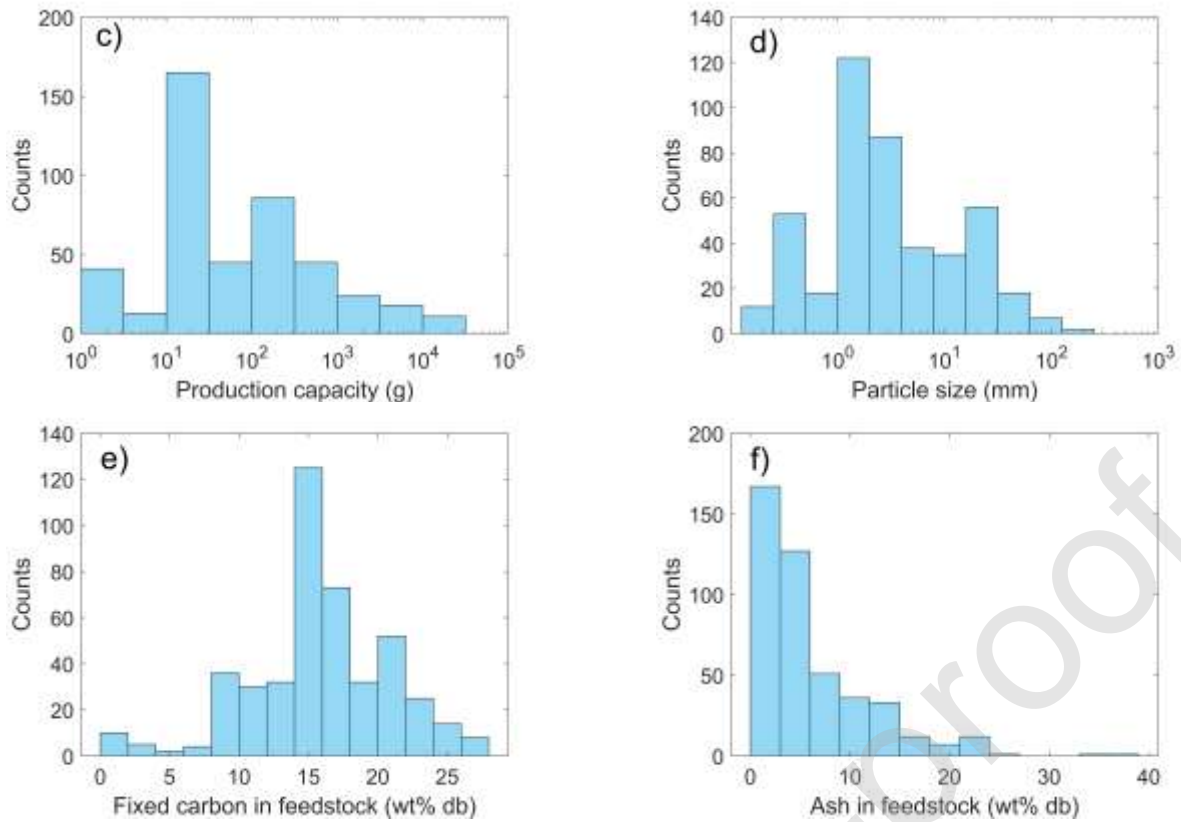 c)
200
150
100
50
0
Counts
10^0 10^1 10^2 10^3 10^4 10^5
Production capacity (g)
d)
140
120
100
80
60
40
20
0
Counts
10^0 10^1 10^2 10^3
Particle size (mm)
e)
140
120
100
80
60
40
20
0
Counts
0 5 10 15 20 25
Fixed carbon in feedstock (wt% db)
f)
200
150
100
50
0
Counts
0 10 20 30 40
Ash in feedstock (wt% db)
proof